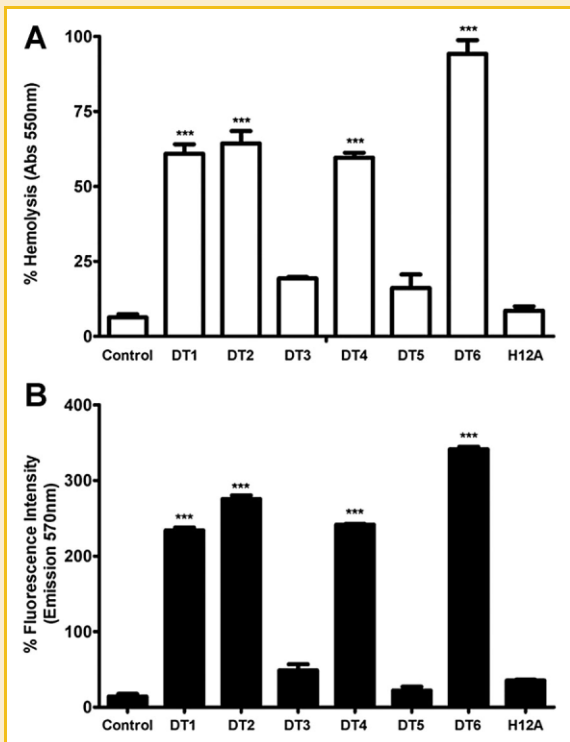 A
% Hemolysis (Abs 550nm)
100
75
50
25
0
***
***
***
***
Control DT1 DT2 DT3 DT4 DT5 DT6 H12A
B
% Fluorescence Intensity
(Emission 570nm)
400
300
200
100
0
***
***
***
***
Control DT1 DT2 DT3 DT4 DT5 DT6 H12A